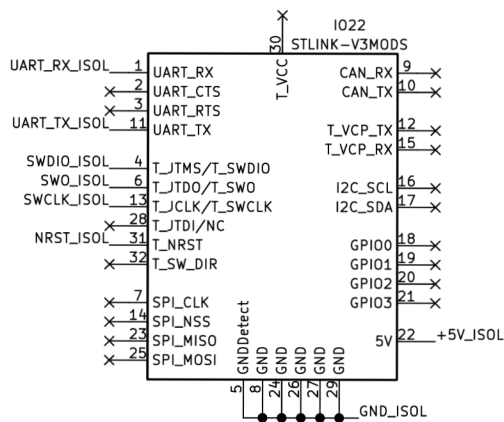 IO22
STLINK-V3MODS
30
T_VCC
UART_RX_ISOL 1 UART_RX
2 UART_CTS
3 UART_RTS
UART_TX_ISOL 11 UART_TX
SWDIO_ISOL 4 T_JTMS/T_SWDIO
SWO_ISOL 6 T_JTDO/T_SWO
SWCLK_ISOL 13 T_JCLK/T_SWCLK
28 T_JTDI/NC
NRST_ISOL 31 T_NRST
32 T_SW_DIR
7 SPI_CLK
14 SPI_NSS
23 SPI_MISO
25 SPI_MOSI
CAN_RX 9
CAN_TX 10
T_VCP_TX 12
T_VCP_RX 15
I2C_SCL 16
I2C_SDA 17
GPIO0 18
GPIO1 19
GPIO2 20
GPIO3 21
5V 22 +5V_ISOL
GNDDetect 5
GND 8
GND 24
GND 26
GND 27
GND 29
GND_ISOL